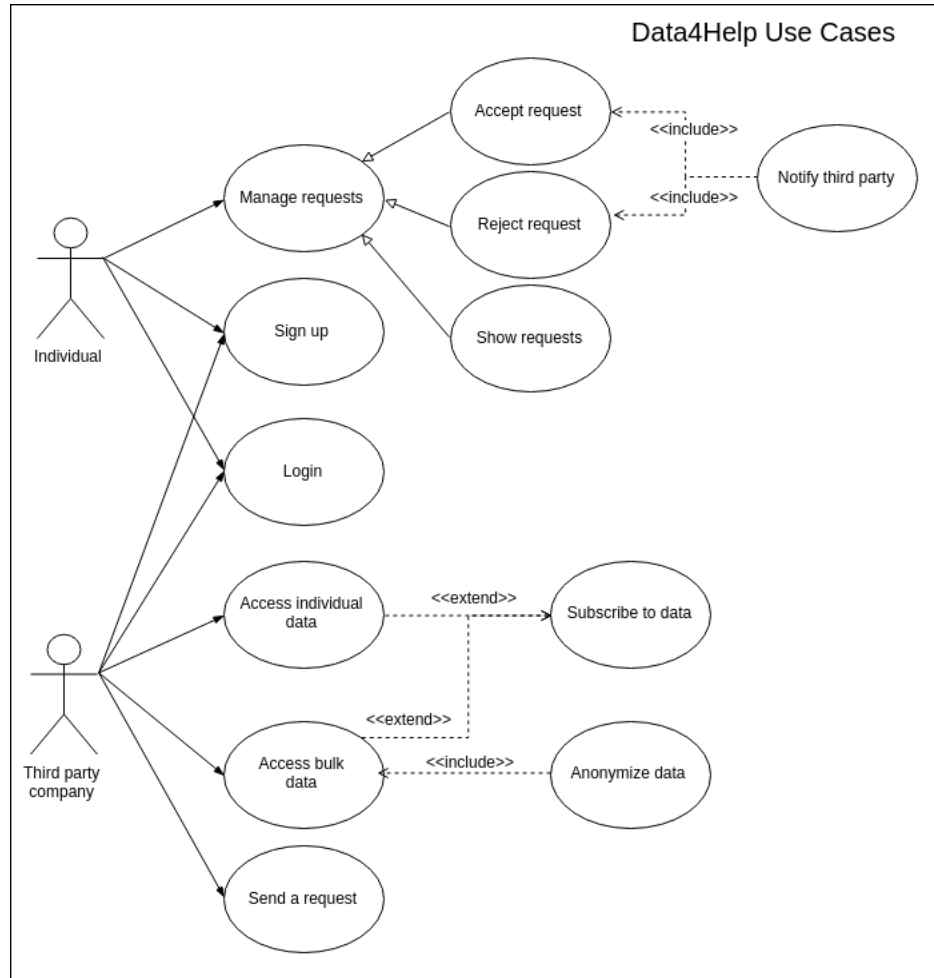 Data4Help Use Cases
Accept request
<<include>>
Notify third party
Manage requests
<<include>>
Reject request
Sign up
Show requests
Individual
Login
Access individual
data
<<extend>>
Subscribe to data
<<extend>>
Third party
company
Access bulk
data
<<include>>
Anonymize data
Send a request